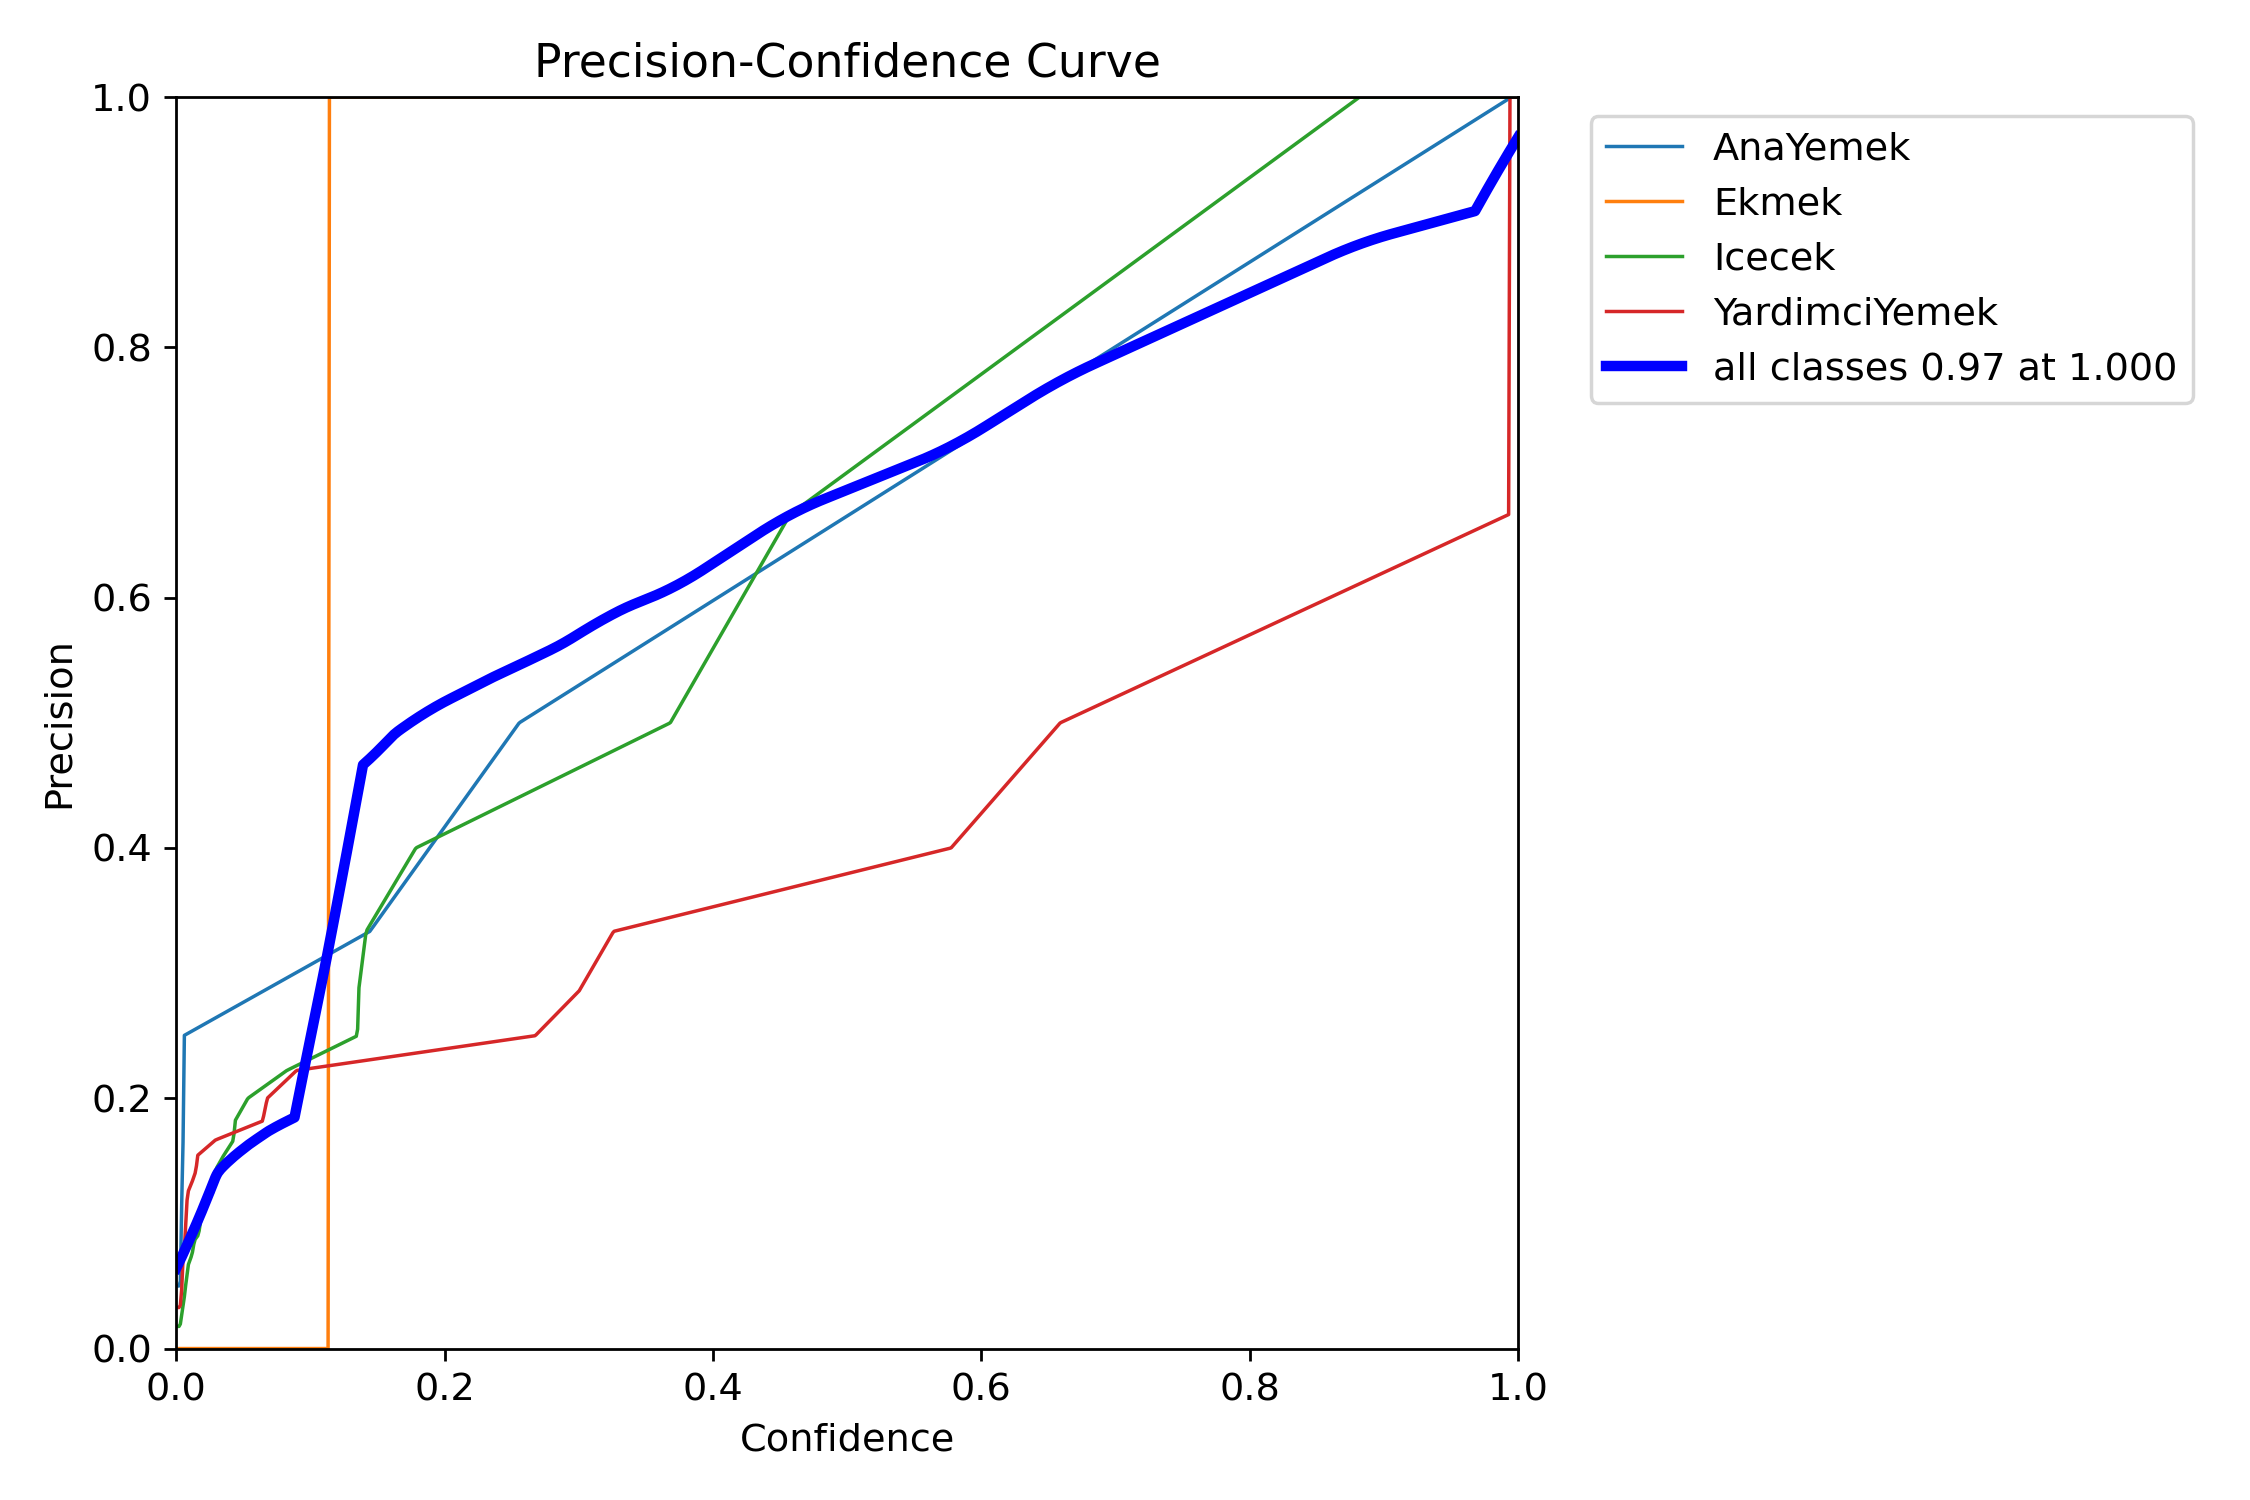 Precision-Confidence Curve
1.0
0.8
0.6
0.4
0.2
0.0
Precision
0.0 0.2 0.4 0.6 0.8 1.0
Confidence
AnaYemek
Ekmek
Icecek
YardimciYemek
all classes 0.97 at 1.000